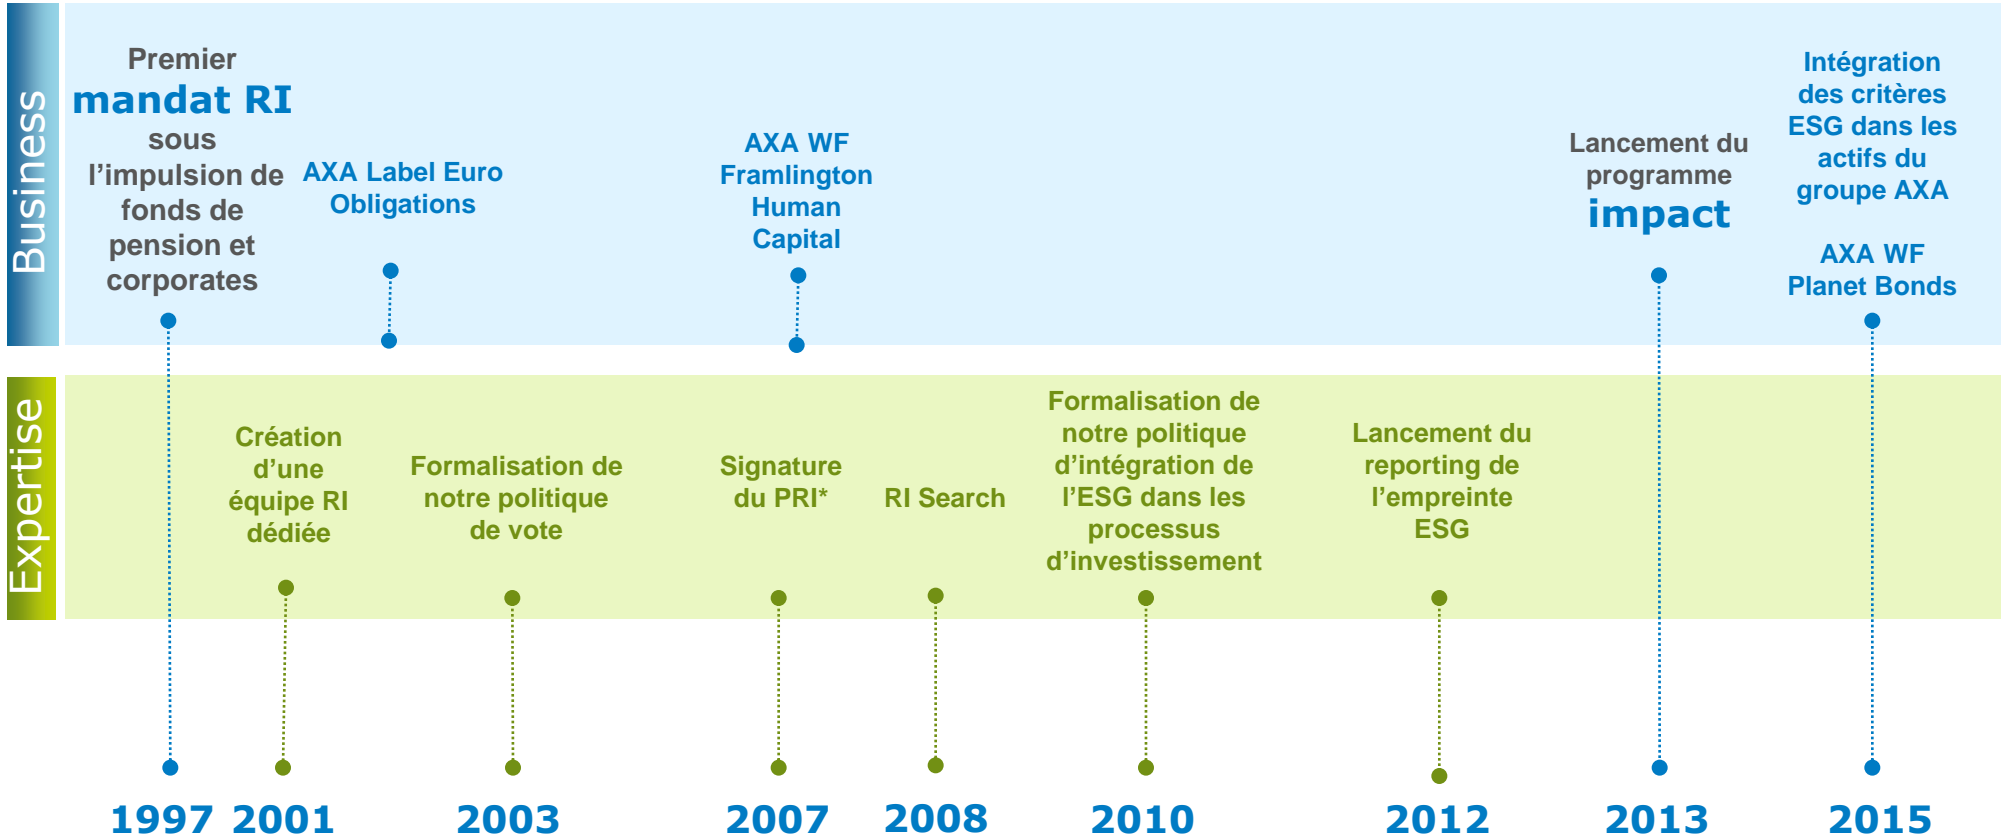 Business
Premier
mandat RI
sous
l’impulsion de
fonds de
pension et
corporates
AXA Label Euro
Obligations
AXA WF
Framlington
Human
Capital
Lancement du
programme
impact
Intégration
des critères
ESG dans les
actifs du
groupe AXA
AXA WF
Planet Bonds
Expertise
Création
d’une
équipe RI
dédiée
Formalisation de
notre politique
de vote
Signature
du PRI*
RI Search
Formalisation de
notre politique
d’intégration de
l’ESG dans les
processus
d’investissement
Lancement du
reporting de
l’empreinte
ESG
1997 2001 2003 2007 2008 2010 2012 2013 2015